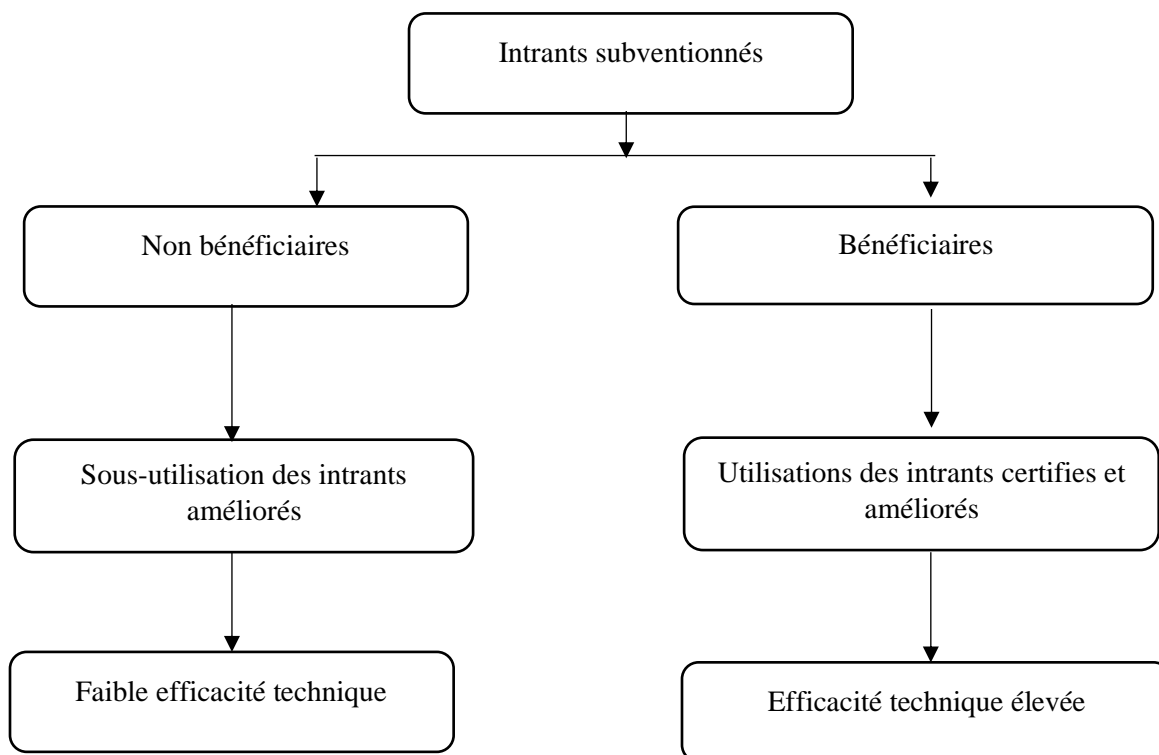 Intrants subventionnés
Non bénéficiaires
Bénéficiaires
Sous-utilisation des intrants
améliorés
Utilisations des intrants certifies et
améliorés
Faible efficacité technique
Efficacité technique élevée